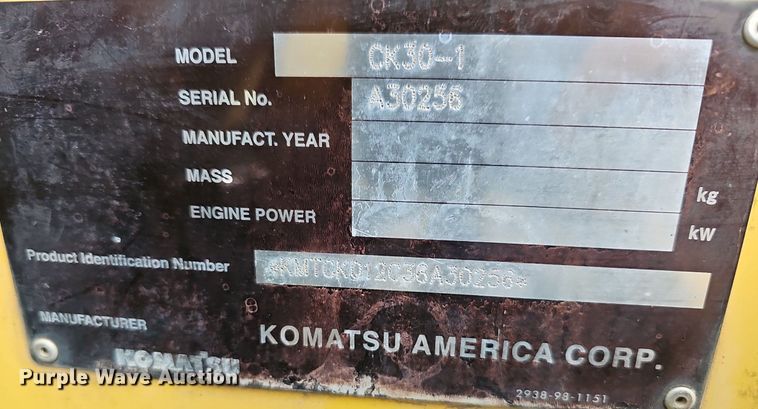 MODEL CK30-1
SERIAL No. A30256
MANUFACT. YEAR
MASS kg
ENGINE POWER kW
Product Identification Number *KMTCK012C56A30256*
MANUFACTURER
KOMATSU KOMATSU AMERICA CORP.
Purple Wave Auction
2938-98-1151